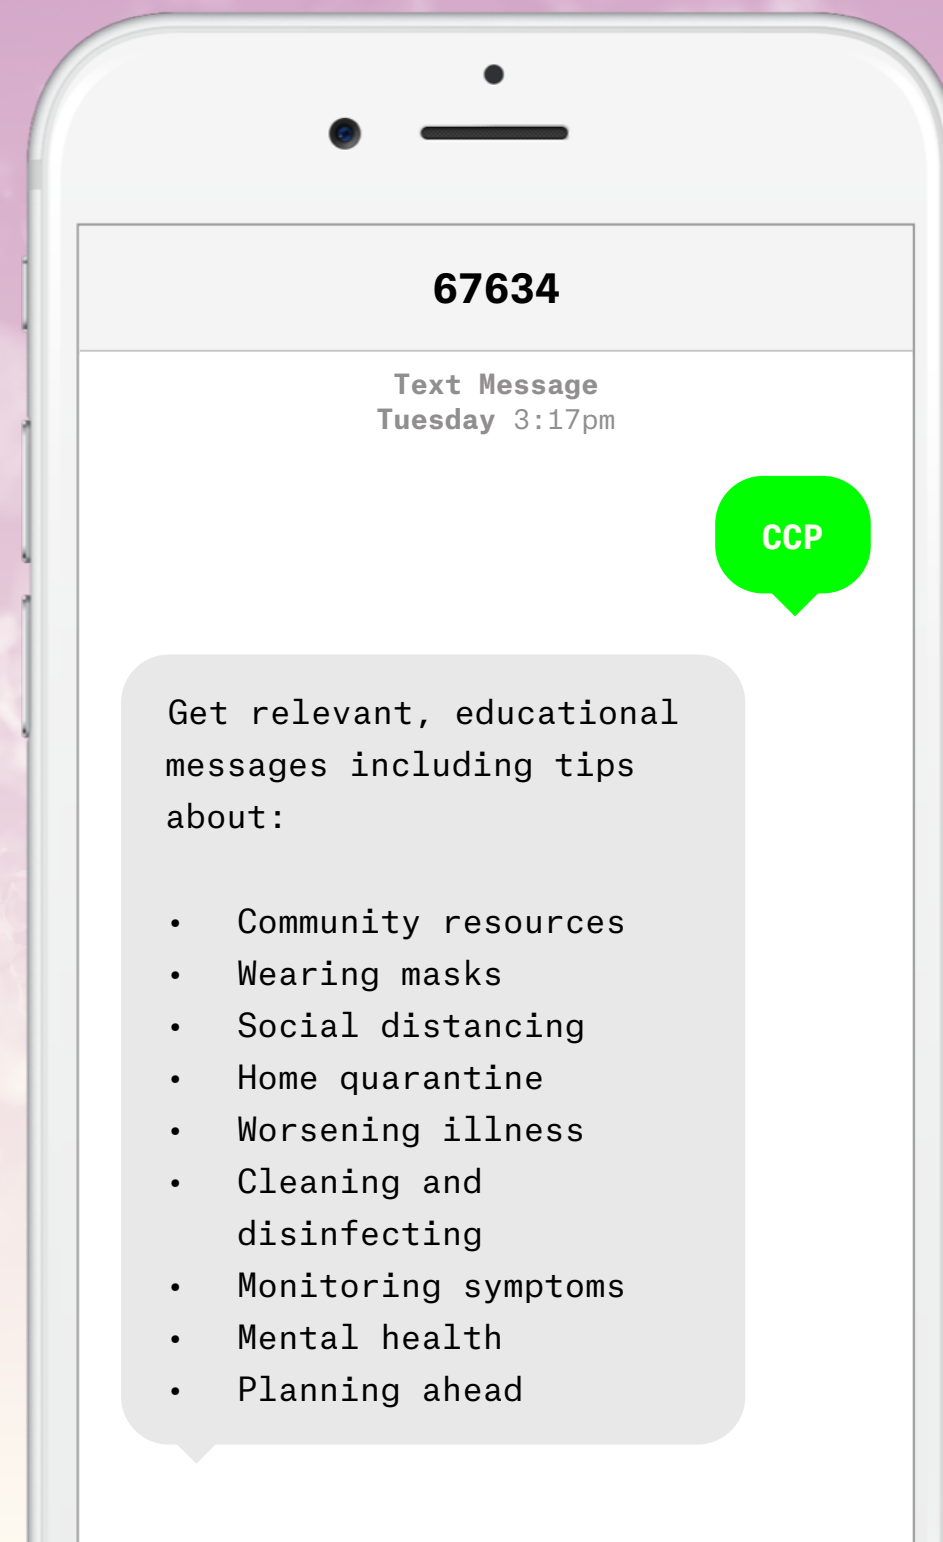 67634
Text Message
Tuesday 3:17pm
CCP
Get relevant, educational
messages including tips
about:
• Community resources
• Wearing masks
• Social distancing
• Home quarantine
• Worsening illness
• Cleaning and
disinfecting
• Monitoring symptoms
• Mental health
• Planning ahead